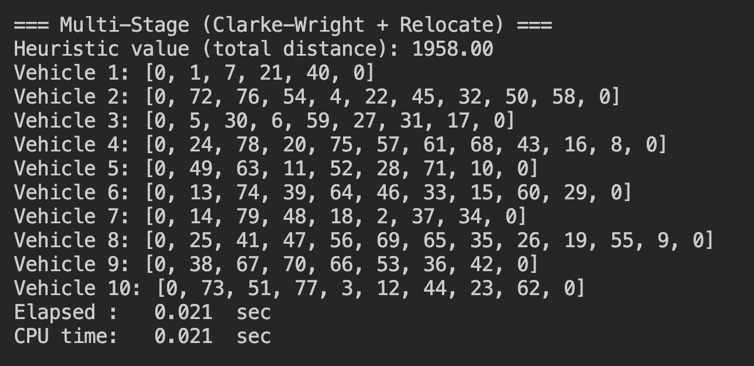 === Multi-Stage (Clarke-Wright + Relocate) ===
Heuristic value (total distance): 1958.00
Vehicle 1: [0, 1, 7, 21, 40, 0]
Vehicle 2: [0, 72, 76, 54, 4, 22, 45, 32, 50, 58, 0]
Vehicle 3: [0, 5, 30, 6, 59, 27, 31, 17, 0]
Vehicle 4: [0, 24, 78, 20, 75, 57, 61, 68, 43, 16, 8, 0]
Vehicle 5: [0, 49, 63, 11, 52, 28, 71, 10, 0]
Vehicle 6: [0, 13, 74, 39, 64, 46, 33, 15, 60, 29, 0]
Vehicle 7: [0, 14, 79, 48, 18, 2, 37, 34, 0]
Vehicle 8: [0, 25, 41, 47, 56, 69, 65, 35, 26, 19, 55, 9, 0]
Vehicle 9: [0, 38, 67, 70, 66, 53, 36, 42, 0]
Vehicle 10: [0, 73, 51, 77, 3, 12, 44, 23, 62, 0]
Elapsed :   0.021  sec
CPU time:   0.021  sec